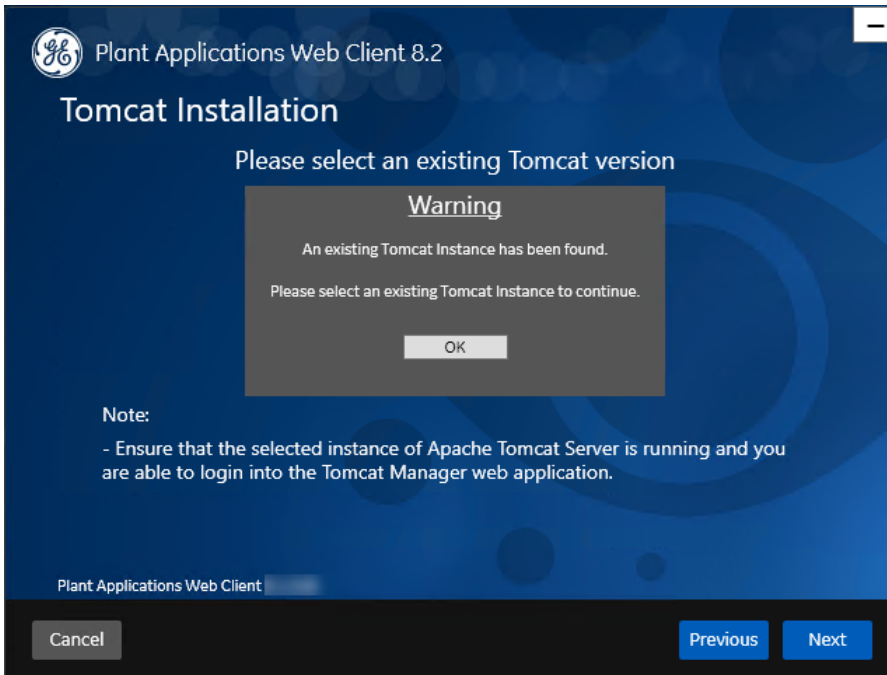 Plant Applications Web Client 8.2
Tomcat Installation
Please select an existing Tomcat version
Warning
An existing Tomcat Instance has been found.
Please select an existing Tomcat Instance to continue.
OK
Note:
- Ensure that the selected instance of Apache Tomcat Server is running and you
are able to login into the Tomcat Manager web application.
Plant Applications Web Client
Cancel
Previous
Next